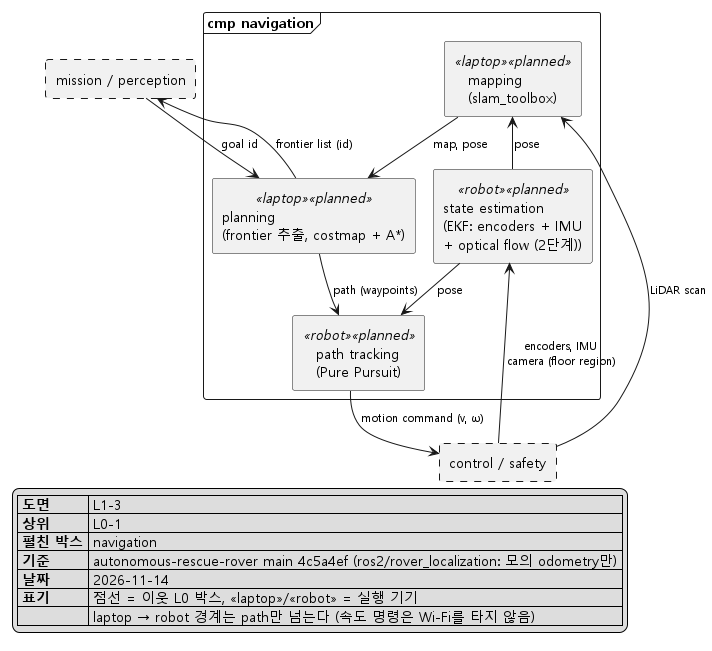 cmp navigation
«laptop»«planned»
mapping
(slam_toolbox)
mission / perception
goal id
frontier list (id)
map, pose
pose
«laptop»«planned»
planning
(frontier 추출, costmap + A*)
«robot»«planned»
state estimation
(EKF: encoders + IMU
+ optical flow (2단계))
path (waypoints)
pose
LiDAR scan
«robot»«planned»
path tracking
(Pure Pursuit)
encoders, IMU
camera (floor region)
motion command (v, ω)
control / safety
도면 L1-3
상위 L0-1
펼친 박스 navigation
기준 autonomous-rescue-rover main 4c5a4ef (ros2/rover_localization: 모의 odometry만)
날짜 2026-11-14
표기 점선 = 이웃 L0 박스, «laptop»/«robot» = 실행 기기
laptop → robot 경계는 path만 넘는다 (속도 명령은 Wi-Fi를 타지 않음)